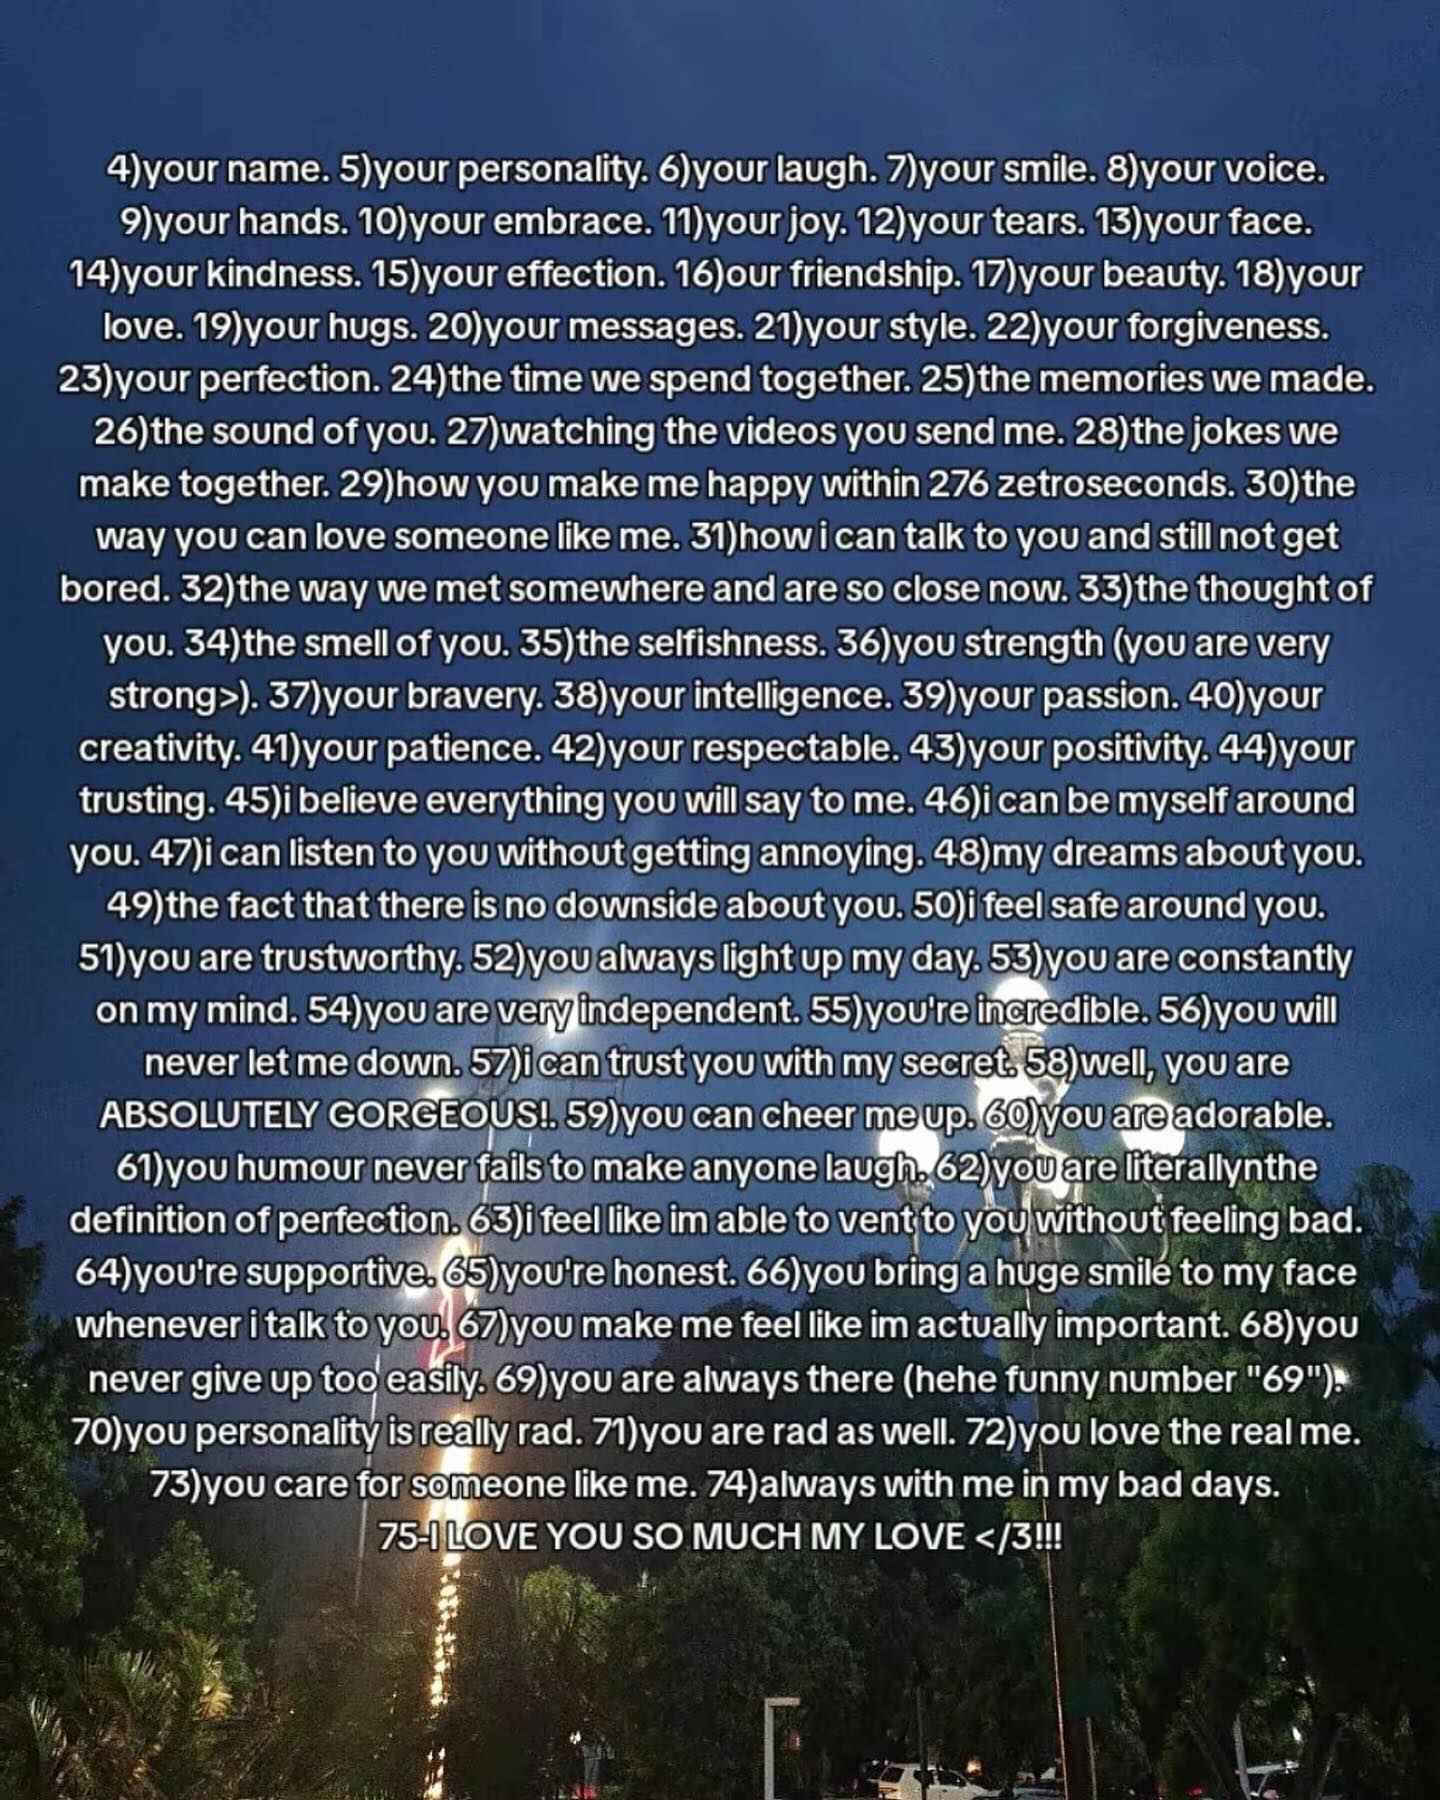 4)your name. 5)your personality. 6)your laugh. 7)your smile. 8)your voice.
9)your hands. 10)your embrace. 11)your joy. 12)your tears. 13)your face.
14)your kindness. 15)your effection. 16)our friendship. 17)your beauty. 18)your
love. 19)your hugs. 20)your messages. 21)your style. 22)your forgiveness.
23)your perfection. 24)the time we spend together. 25)the memories we made.
26)the sound of you. 27)watching the videos you send me. 28)the jokes we
make together. 29)how you make me happy within 276 zetroseconds. 30)the
way you can love someone like me. 31)how i can talk to you and still not get
bored. 32)the way we met somewhere and are so close now. 33)the thought of
you. 34)the smell of you. 35)the selfishness. 36)you strength (you are very
strong>). 37)your bravery. 38)your intelligence. 39)your passion. 40)your
creativity. 41)your patience. 42)your respectable. 43)your positivity. 44)your
trusting. 45)i believe everything you will say to me. 46)i can be myself around
you. 47)i can listen to you without getting annoying. 48)my dreams about you.
49)the fact that there is no downside about you. 50)i feel safe around you.
51)you are trustworthy. 52)you always light up my day. 53)you are constantly
on my mind. 54)you are very independent. 55)you're incredible. 56)you will
never let me down. 57)i can trust you with my secret. 58)well, you are
ABSOLUTELY GORGEOUS!. 59)you can cheer me up. 60)you are adorable.
61)you humour never fails to make anyone laugh. 62)you are literallynthe
definition of perfection. 63)i feel like im able to vent to you without feeling bad.
64)you're supportive. 65)you're honest. 66)you bring a huge smile to my face
whenever i talk to you. 67)you make me feel like im actually important. 68)you
never give up too easily. 69)you are always there (hehe funny number "69").
70)you personality is really rad. 71)you are rad as well. 72)you love the real me.
73)you care for someone like me. 74)always with me in my bad days.
75-I LOVE YOU SO MUCH MY LOVE </3!!!